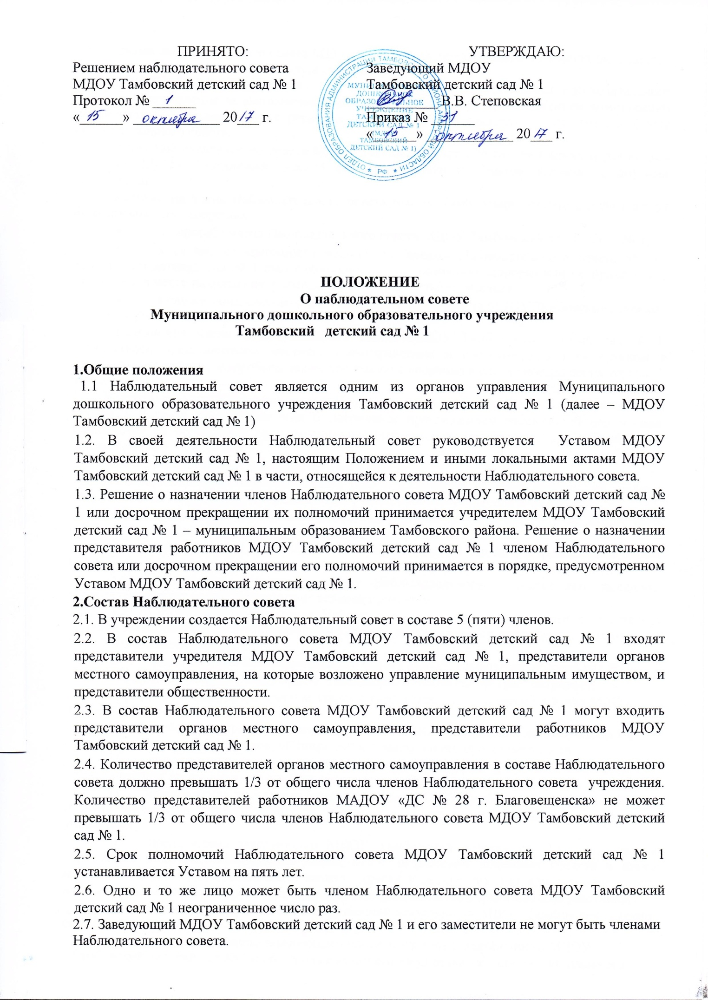 ПРИНЯТО:
Решением наблюдательного совета
МДОУ Тамбовский детский сад № 1
Протокол № 1
«15» октября 2017 г.
УТВЕРЖДАЮ:
Заведующий МДОУ
Тамбовский детский сад № 1
В.В. Степовская
Приказ № 31
«15» октября 2017 г.
ОТДЕЛ ОБРАЗОВАНИЯ АДМИНИСТРАЦИИ ТАМБОВСКОГО РАЙОНА АМУРСКОЙ ОБЛАСТИ * РФ *
МУНИЦИПАЛЬНОЕ
ДОШКОЛЬНОЕ
ОБРАЗОВАТЕЛЬНОЕ
УЧРЕЖДЕНИЕ
ТАМБОВСКИЙ
ДЕТСКИЙ САД № 1
(МДОУ
ТАМБОВСКИЙ
ДЕТСКИЙ САД № 1)
ПОЛОЖЕНИЕ
О наблюдательном совете
Муниципального дошкольного образовательного учреждения
Тамбовский детский сад № 1
1.Общие положения
1.1 Наблюдательный совет является одним из органов управления Муниципального
дошкольного образовательного учреждения Тамбовский детский сад № 1 (далее – МДОУ
Тамбовский детский сад № 1)
1.2. В своей деятельности Наблюдательный совет руководствуется Уставом МДОУ
Тамбовский детский сад № 1, настоящим Положением и иными локальными актами МДОУ
Тамбовский детский сад № 1 в части, относящейся к деятельности Наблюдательного совета.
1.3. Решение о назначении членов Наблюдательного совета МДОУ Тамбовский детский сад №
1 или досрочном прекращении их полномочий принимается учредителем МДОУ Тамбовский
детский сад № 1 – муниципальным образованием Тамбовского района. Решение о назначении
представителя работников МДОУ Тамбовский детский сад № 1 членом Наблюдательного
совета или досрочном прекращении его полномочий принимается в порядке, предусмотренном
Уставом МДОУ Тамбовский детский сад № 1.
2.Состав Наблюдательного совета
2.1. В учреждении создается Наблюдательный совет в составе 5 (пяти) членов.
2.2. В состав Наблюдательного совета МДОУ Тамбовский детский сад № 1 входят
представители учредителя МДОУ Тамбовский детский сад № 1, представители органов
местного самоуправления, на которые возложено управление муниципальным имуществом, и
представители общественности.
2.3. В состав Наблюдательного совета МДОУ Тамбовский детский сад № 1 могут входить
представители органов местного самоуправления, представители работников МДОУ
Тамбовский детский сад № 1.
2.4. Количество представителей органов местного самоуправления в составе Наблюдательного
совета должно превышать 1/3 от общего числа членов Наблюдательного совета учреждения.
Количество представителей работников МАДОУ «ДС № 28 г. Благовещенска» не может
превышать 1/3 от общего числа членов Наблюдательного совета МДОУ Тамбовский детский
сад № 1.
2.5. Срок полномочий Наблюдательного совета МДОУ Тамбовский детский сад № 1
устанавливается Уставом на пять лет.
2.6. Одно и то же лицо может быть членом Наблюдательного совета МДОУ Тамбовский
детский сад № 1 неограниченное число раз.
2.7. Заведующий МДОУ Тамбовский детский сад № 1 и его заместители не могут быть членами
Наблюдательного совета.